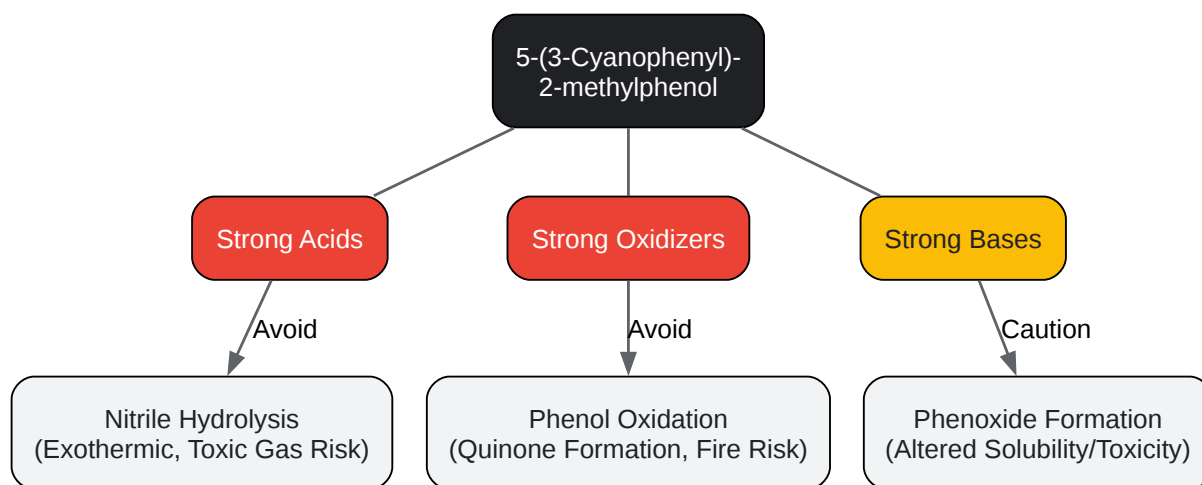 5-(3-Cyanophenyl)-
2-methylphenol
Strong Acids
Strong Oxidizers
Strong Bases
Avoid
Avoid
Caution
Nitrile Hydrolysis
(Exothermic, Toxic Gas Risk)
Phenol Oxidation
(Quinone Formation, Fire Risk)
Phenoxide Formation
(Altered Solubility/Toxicity)